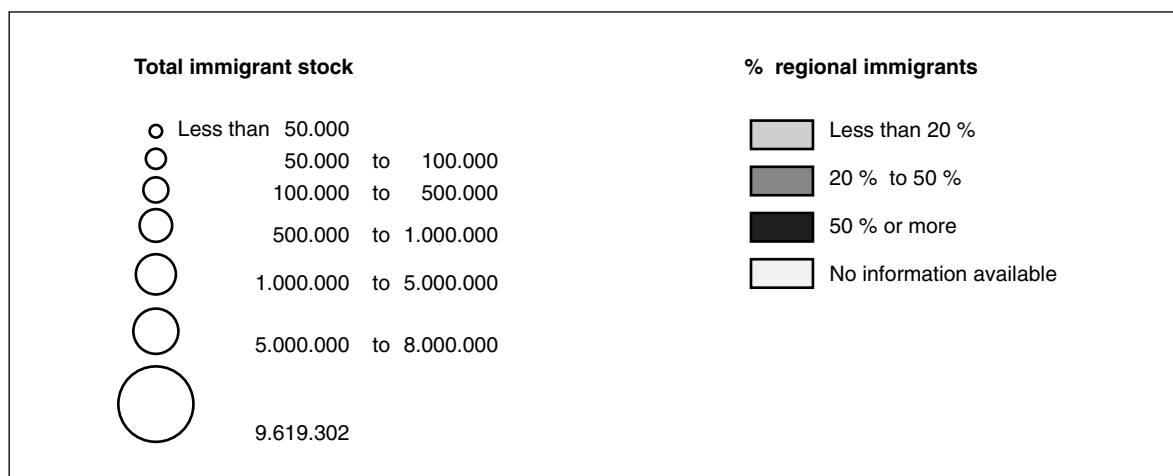 Total immigrant stock
Less than 50.000
50.000 to 100.000
100.000 to 500.000
500.000 to 1.000.000
1.000.000 to 5.000.000
5.000.000 to 8.000.000
9.619.302
% regional immigrants
Less than 20 %
20 % to 50 %
50 % or more
No information available